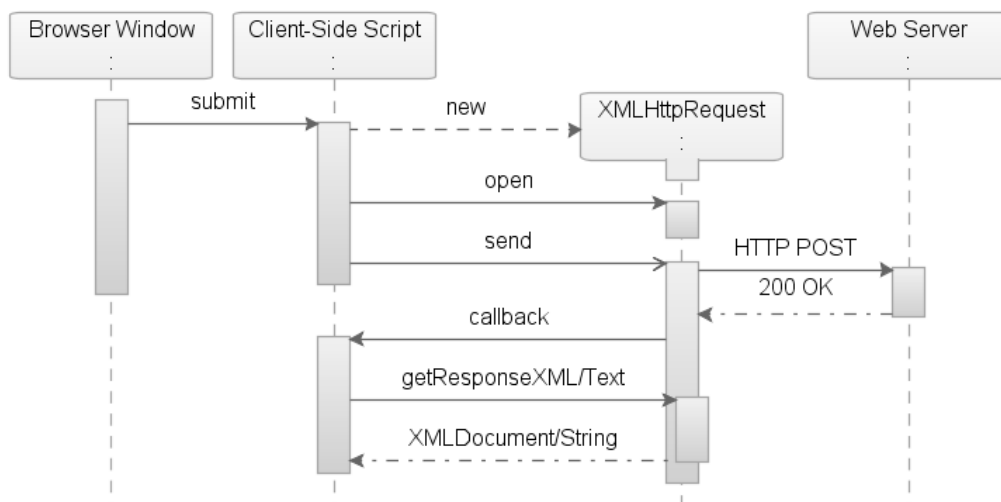 Browser Window
:
Client-Side Script
:
Web Server
:
submit
new
XMLHttpRequest
:
open
send
HTTP POST
200 OK
callback
getResponseXML/Text
XMLDocument/String